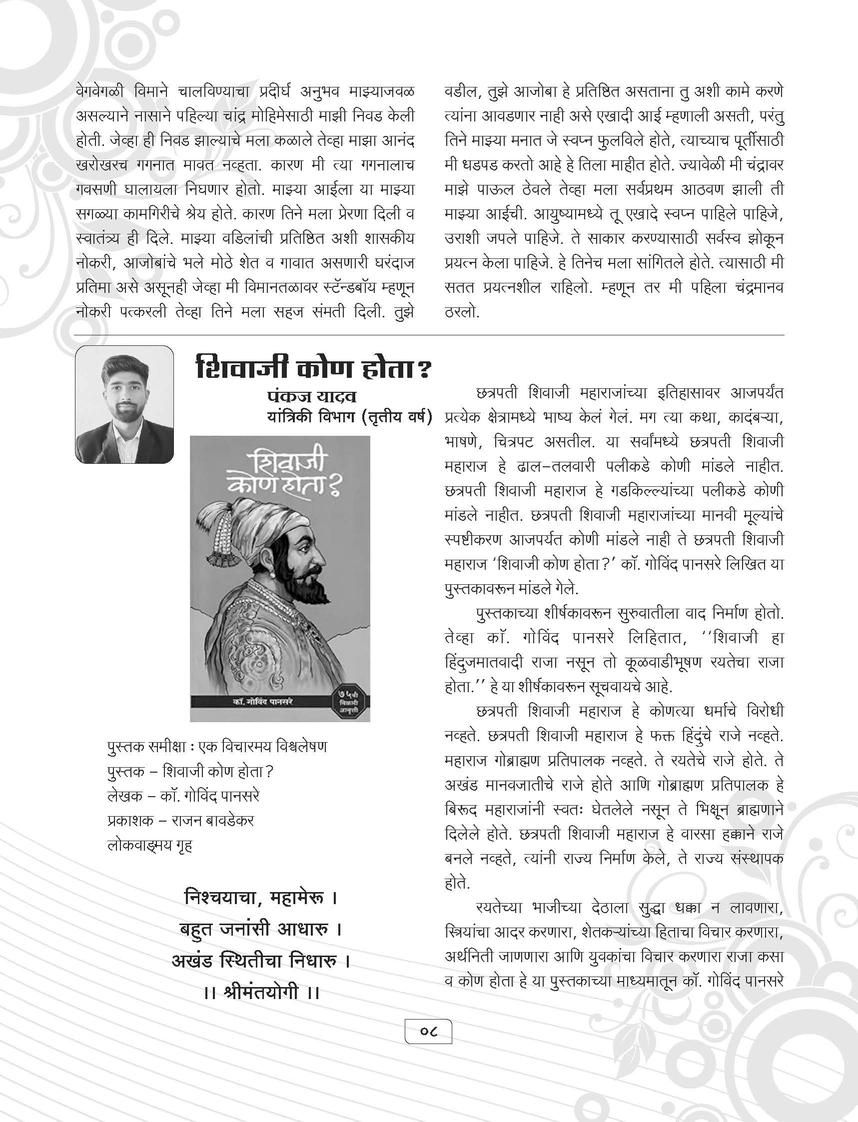 वेगवेगळी विमाने चालविण्याचा प्रदीर्घ अनुभव माझ्याजवळ
असल्याने नासाने पहिल्या चांद्र मोहिमेसाठी माझी निवड केली
होती. जेव्हा ही निवड झाल्याचे मला कळाले तेव्हा माझा आनंद
खरोखरच गगनात मावत नव्हता. कारण मी त्या गगनालाच
गवसणी घालायला निघणार होतो. माझ्या आईला या माझ्या
सगळ्या कामगिरीचे श्रेय होते. कारण तिने मला प्रेरणा दिली व
स्वातंत्र्य ही दिले. माझ्या वडिलांची प्रतिष्ठित अशी शासकीय
नोकरी, आजोबांचे भले मोठे शेत व गावात असणारी घरंदाज
प्रतिमा असे असूनही जेव्हा मी विमानतळावर स्टॅन्डबॉय म्हणून
नोकरी पत्करली तेव्हा तिने मला सहज संमती दिली. तुझे
वडील, तुझे आजोबा हे प्रतिष्ठित असताना तु अशी कामे करणे
त्यांना आवडणार नाही असे एखादी आई म्हणाली असती, परंतु
तिने माझ्या मनात जे स्वप्न फुलविले होते, त्याच्याच पूर्तीसाठी
मी धडपड करतो आहे हे तिला माहीत होते. ज्यावेळी मी चंद्रावर
माझे पाऊल ठेवले तेव्हा मला सर्वप्रथम आठवण झाली ती
माझ्या आईची. आयुष्यामध्ये तू एखादे स्वप्न पाहिले पाहिजे,
उराशी जपले पाहिजे. ते साकार करण्यासाठी सर्वस्व झोकून
प्रयत्न केला पाहिजे. हे तिनेच मला सांगितले होते. त्यासाठी मी
सतत प्रयत्नशील राहिलो. म्हणून तर मी पहिला चंद्रमानव
ठरलो.
शिवाजी कोण होता?
पंकज यादव
यांत्रिकी विभाग (तृतीय वर्ष)
शिवाजी
कोण होता?
कॉ. गोविंद पानसरे
७५वी
विक्रमी
आवृत्ती
पुस्तक समीक्षा : एक विचारमय विश्वलेषण
पुस्तक – शिवाजी कोण होता?
लेखक – कॉ. गोविंद पानसरे
प्रकाशक – राजन बावडेकर
लोकवाङ्मय गृह
निश्चयाचा, महामेरू ।
बहुत जनांसी आधारु ।
अखंड स्थितीचा निधारु ।
।। श्रीमंतयोगी ।।
छत्रपती शिवाजी महाराजांच्या इतिहासावर आजपर्यंत
प्रत्येक क्षेत्रामध्ये भाष्य केलं गेलं. मग त्या कथा, कादंबऱ्या,
भाषणे, चित्रपट असतील. या सर्वांमध्ये छत्रपती शिवाजी
महाराज हे ढाल-तलवारी पलीकडे कोणी मांडले नाहीत.
छत्रपती शिवाजी महाराज हे गडकिल्ल्यांच्या पलीकडे कोणी
मांडले नाहीत. छत्रपती शिवाजी महाराजांच्या मानवी मूल्यांचे
स्पष्टीकरण आजपर्यंत कोणी मांडले नाही ते छत्रपती शिवाजी
महाराज 'शिवाजी कोण होता?' कॉ. गोविंद पानसरे लिखित या
पुस्तकावरून मांडले गेले.
पुस्तकाच्या शीर्षकावरून सुरुवातीला वाद निर्माण होतो.
तेव्हा कॉ. गोविंद पानसरे लिहितात, ''शिवाजी हा
हिंदुजमातवादी राजा नसून तो कूळवाडीभूषण रयतेचा राजा
होता.'' हे या शीर्षकावरून सूचवायचे आहे.
छत्रपती शिवाजी महाराज हे कोणत्या धर्माचे विरोधी
नव्हते. छत्रपती शिवाजी महाराज हे फक्त हिंदुंचे राजे नव्हते.
महाराज गोब्राह्मण प्रतिपालक नव्हते. ते रयतेचे राजे होते. ते
अखंड मानवजातीचे राजे होते आणि गोब्राह्मण प्रतिपालक हे
बिरूद महाराजांनी स्वतः घेतलेले नसून ते भिक्षून ब्राह्मणाने
दिलेले होते. छत्रपती शिवाजी महाराज हे वारसा हक्काने राजे
बनले नव्हते, त्यांनी राज्य निर्माण केले, ते राज्य संस्थापक
होते.
रयतेच्या भाजीच्या देठाला सुद्धा धक्का न लावणारा,
स्त्रियांचा आदर करणारा, शेतकऱ्यांच्या हिताचा विचार करणारा,
अर्थनिती जाणणारा आणि युवकांचा विचार करणारा राजा कसा
व कोण होता हे या पुस्तकाच्या माध्यमातून कॉ. गोविंद पानसरे
०८